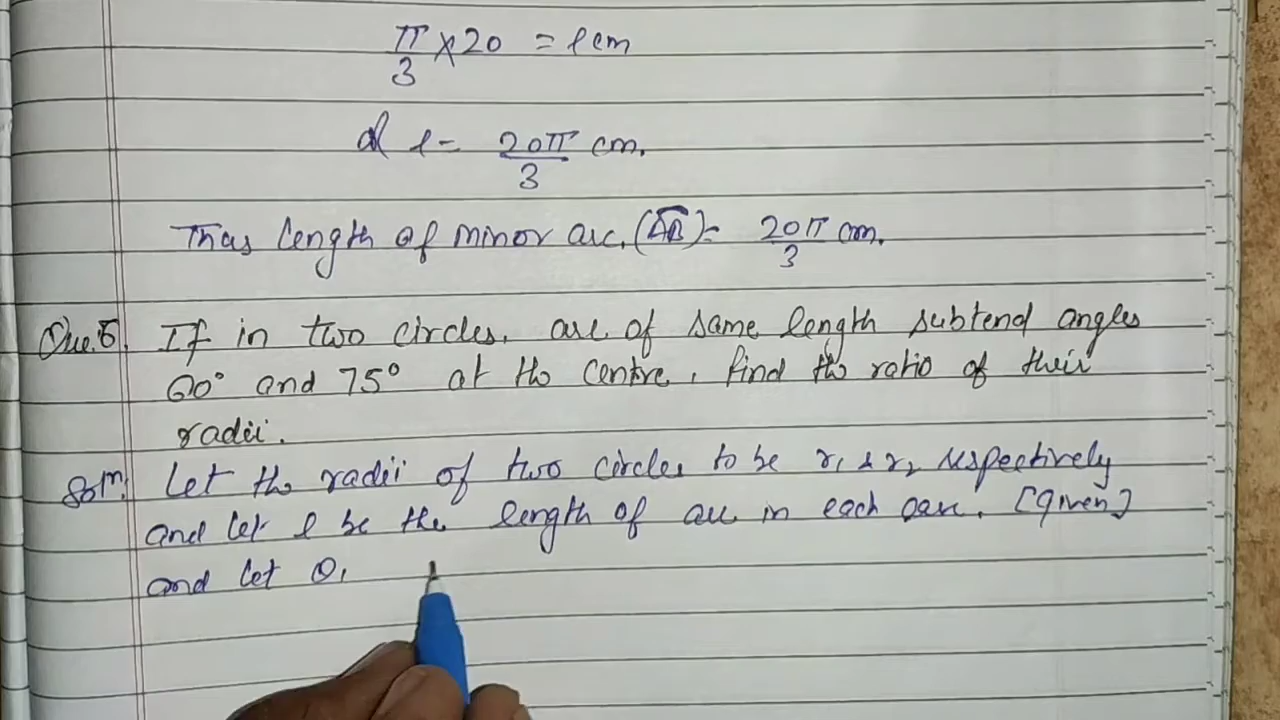 π/3 × 20 = l cm
or l = 20π/3 cm.
Thus length of minor arc. (AB) = 20π/3 cm.
Que.5. If in two circles, arc of same length subtend angles
60° and 75° at the centre, find the ratio of their
radii.
Soln. Let the radii of two circles to be r₁ & r₂ respectively
and let l be the length of arc in each case. [given]
and let θ₁